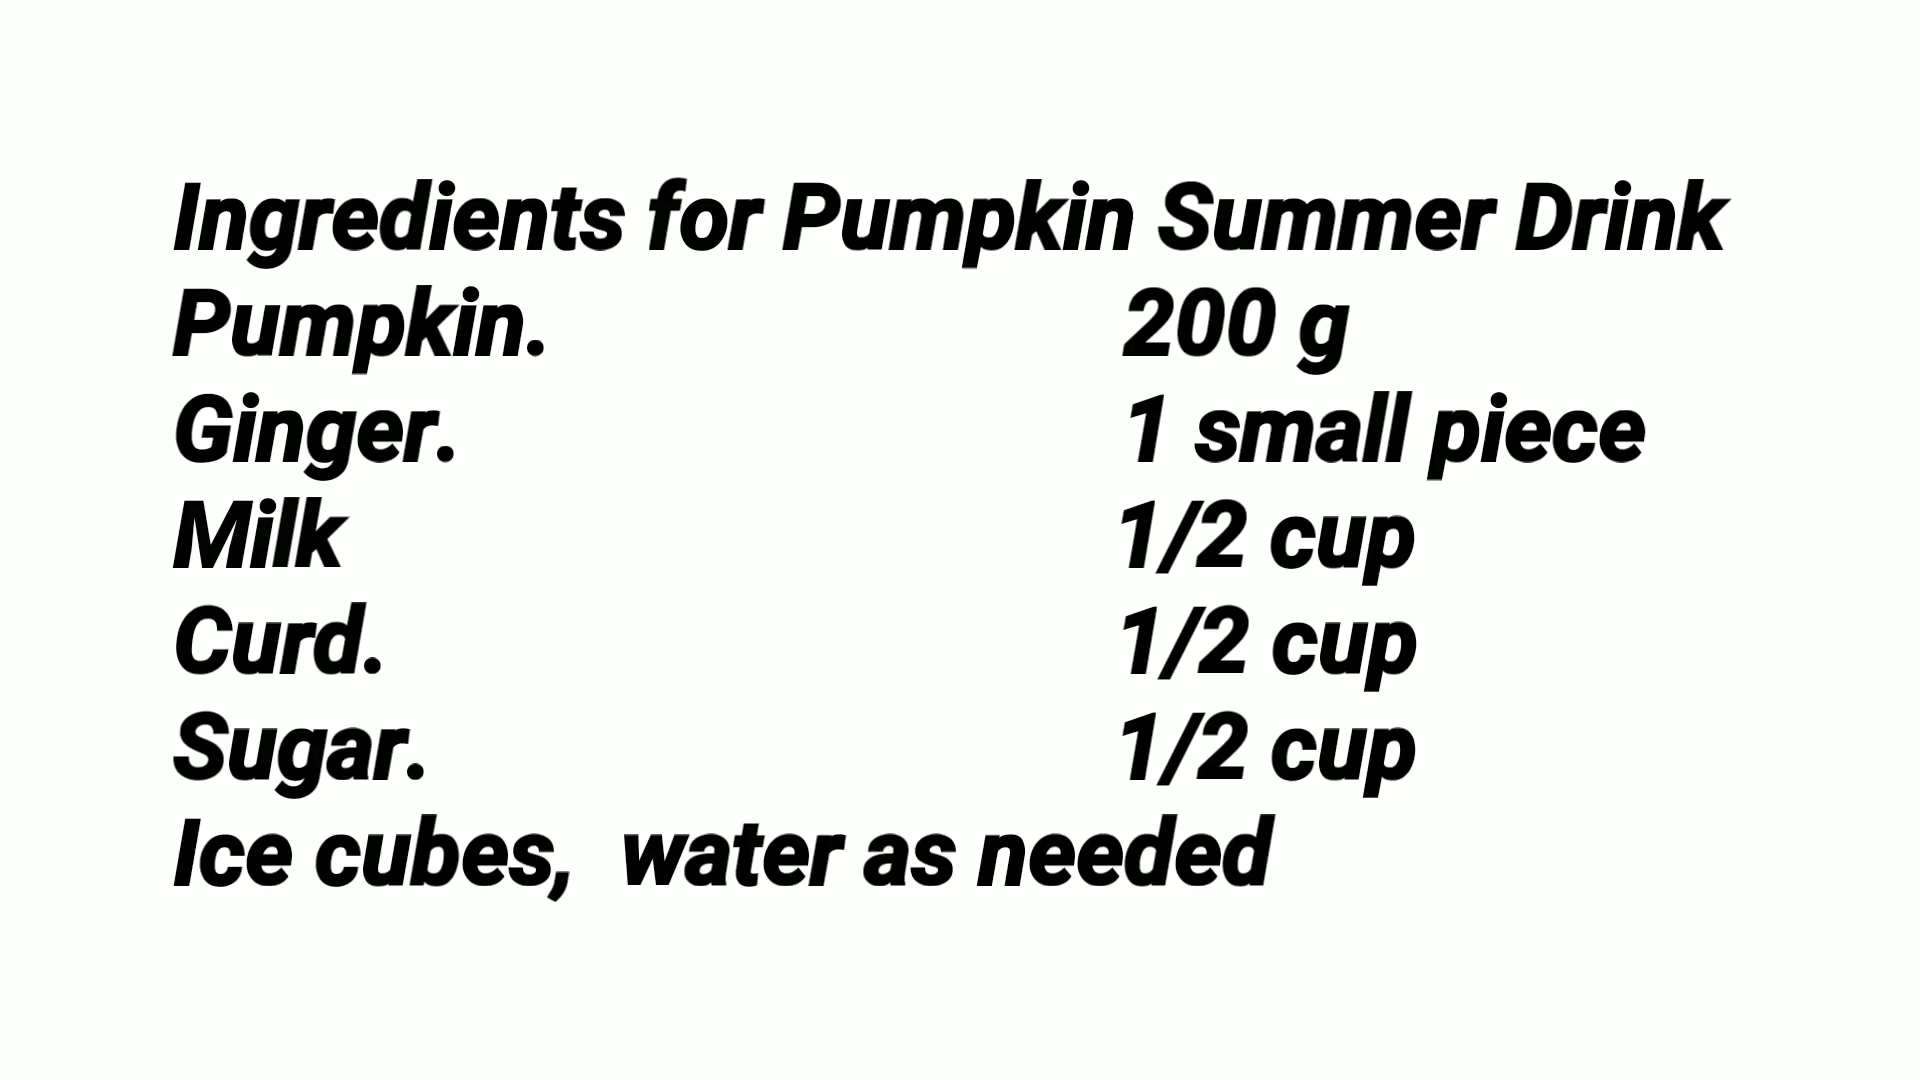 Ingredients for Pumpkin Summer Drink
Pumpkin. 200 g
Ginger. 1 small piece
Milk 1/2 cup
Curd. 1/2 cup
Sugar. 1/2 cup
Ice cubes, water as needed